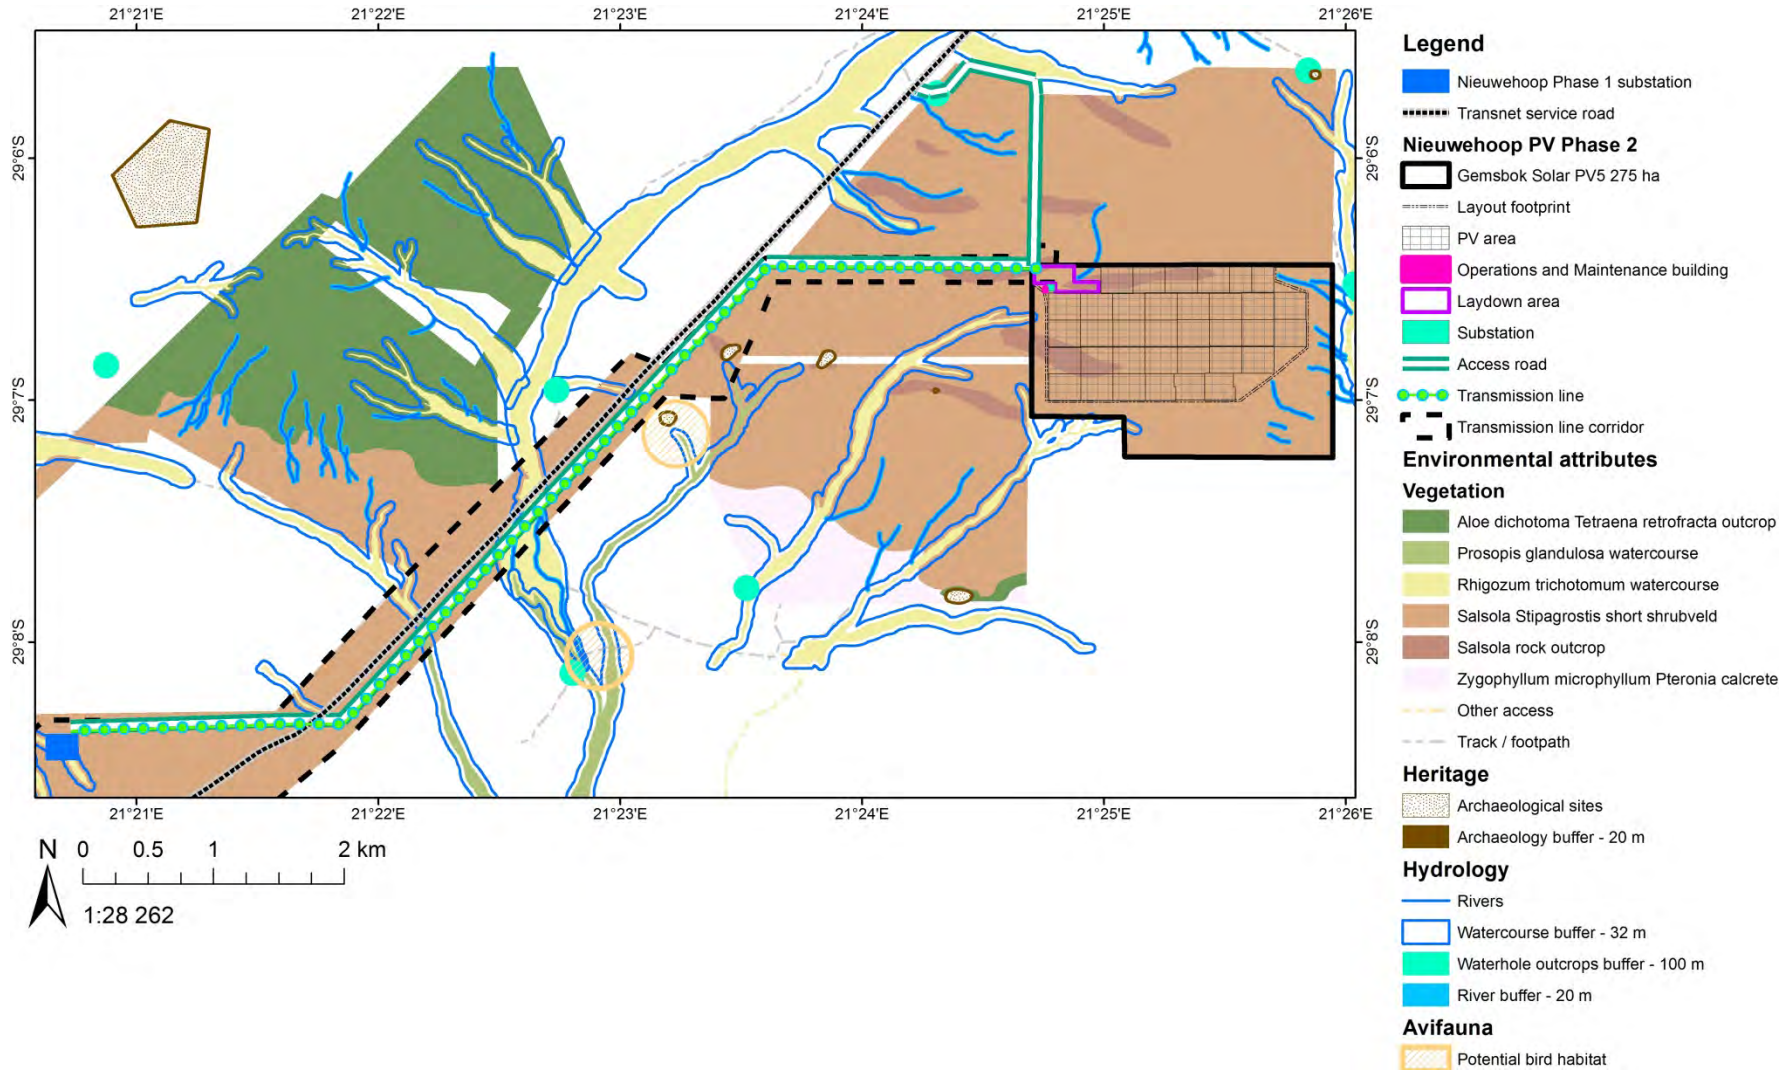 21°21'E 21°22'E 21°23'E 21°24'E 21°25'E 21°26'E
29°6'S 29°6'S
29°7'S 29°7'S
29°8'S 29°8'S
21°21'E 21°22'E 21°23'E 21°24'E 21°25'E 21°26'E
N 0 0.5 1 2 km
1:28 262
Legend
Nieuwehoop Phase 1 substation
Transnet service road
Nieuwehoop PV Phase 2
Gemsbok Solar PV5 275 ha
Layout footprint
PV area
Operations and Maintenance building
Laydown area
Substation
Access road
Transmission line
Transmission line corridor
Environmental attributes
Vegetation
Aloe dichotoma Tetraena retrofracta outcrop
Prosopis glandulosa watercourse
Rhigozum trichotomum watercourse
Salsola Stipagrostis short shrubveld
Salsola rock outcrop
Zygophyllum microphyllum Pteronia calcrete
Other access
Track / footpath
Heritage
Archaeological sites
Archaeology buffer - 20 m
Hydrology
Rivers
Watercourse buffer - 32 m
Waterhole outcrops buffer - 100 m
River buffer - 20 m
Avifauna
Potential bird habitat